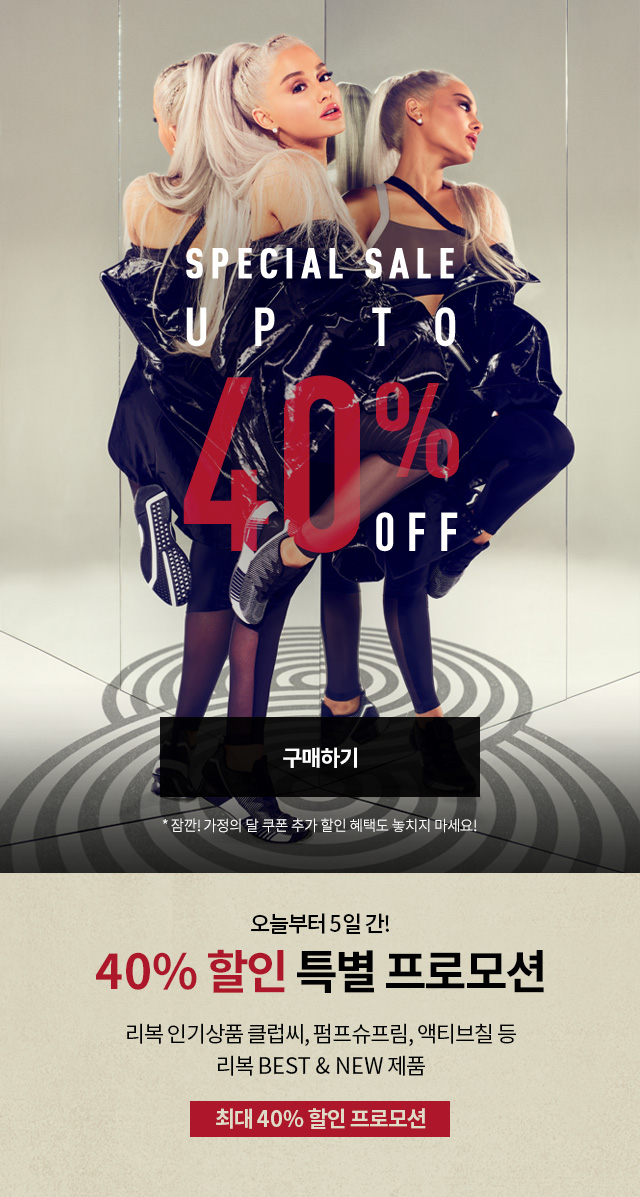 SPECIAL SALE
UP TO
40%
OFF
구매하기
* 잠깐! 가정의 달 쿠폰 추가 할인 혜택도 놓치지 마세요!
오늘부터 5일 간!
40% 할인 특별 프로모션
리복 인기상품 클럽씨, 펌프슈프림, 액티브칠 등
리복 BEST & NEW 제품
최대 40% 할인 프로모션